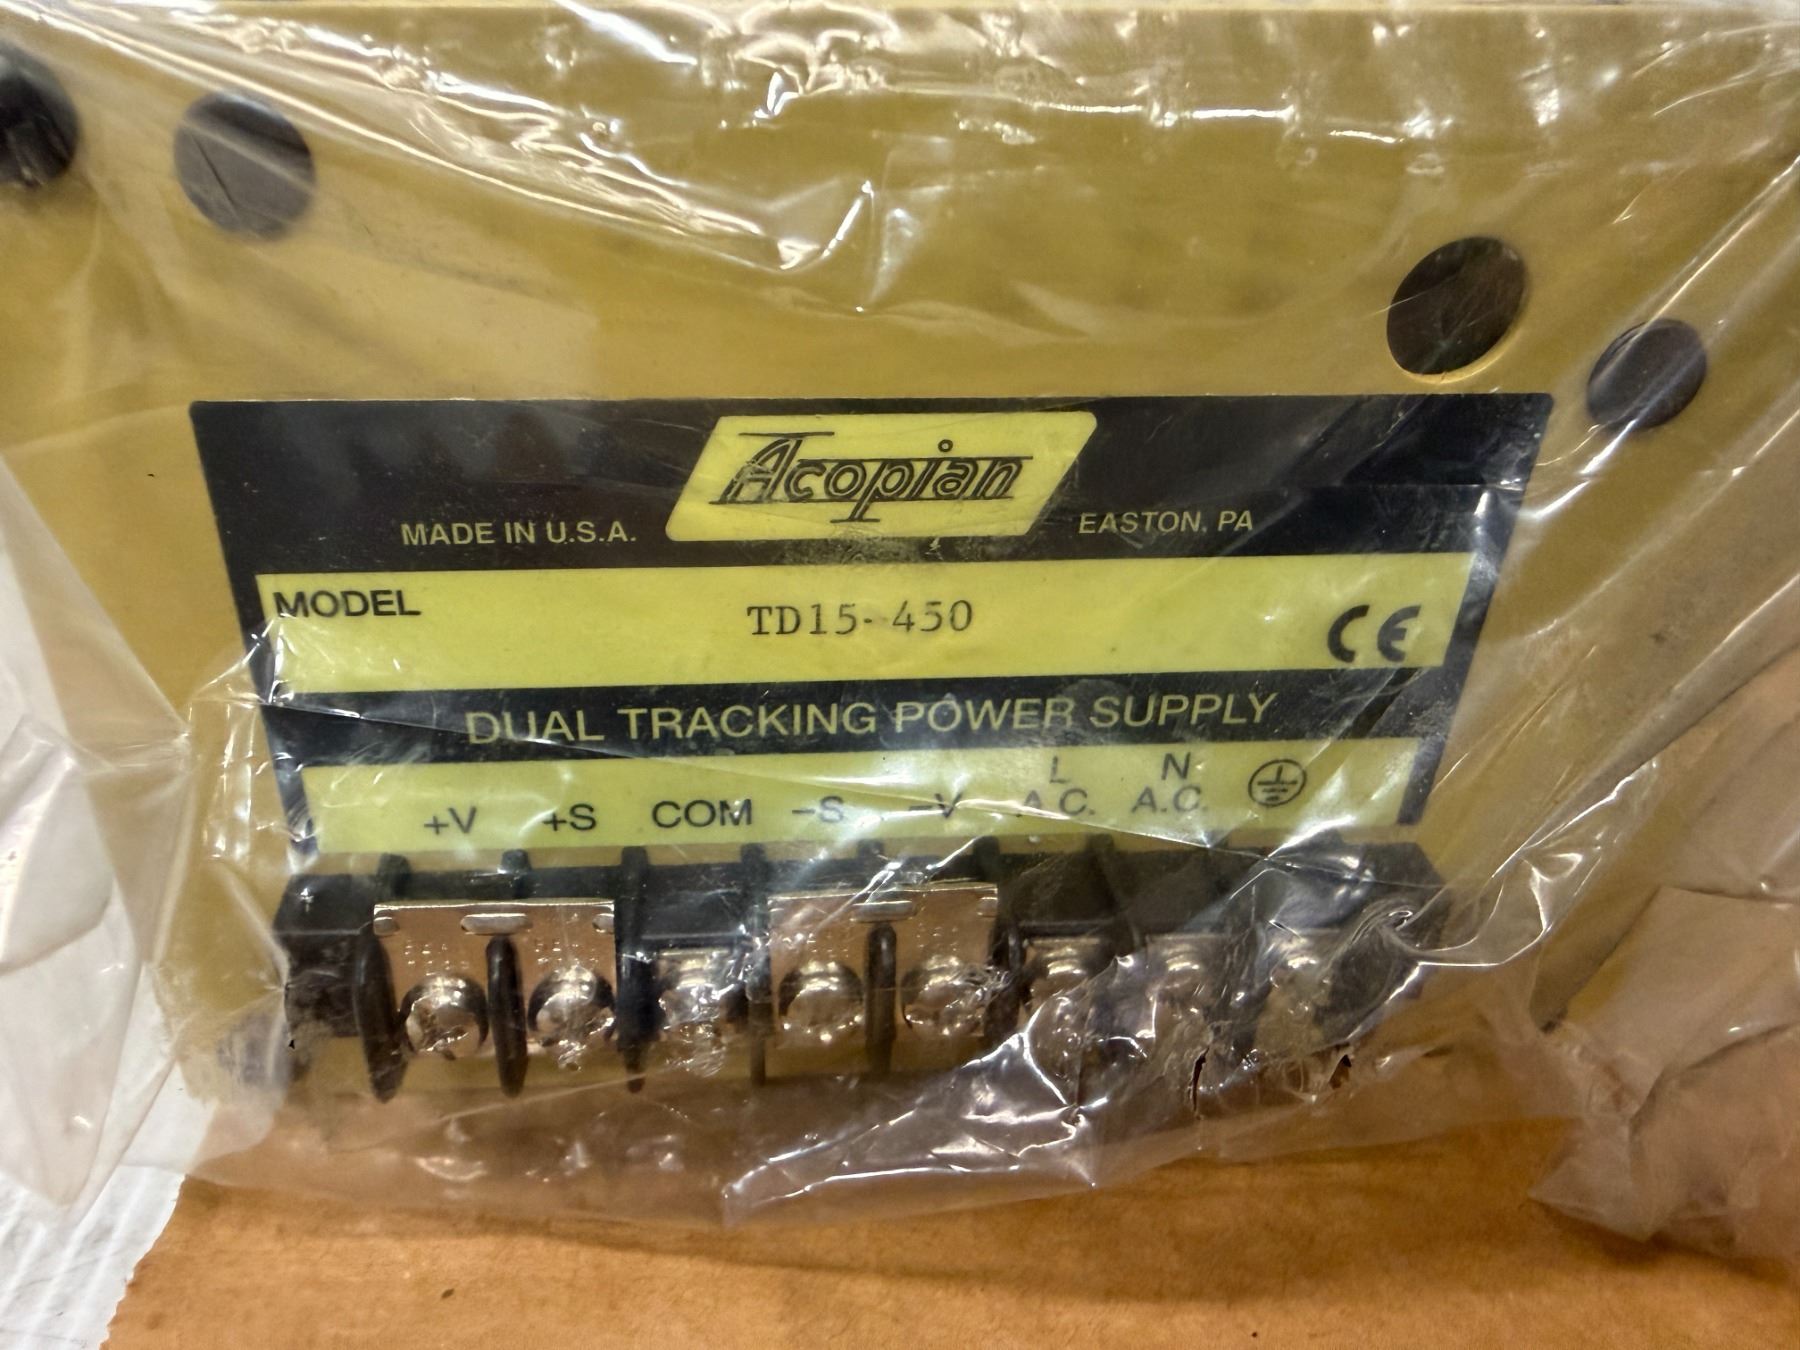 Acopian
MADE IN U.S.A.
EASTON, PA
MODEL
TD15-450
CE
DUAL TRACKING POWER SUPPLY
+V +S COM -S -V L A.C. N A.C.